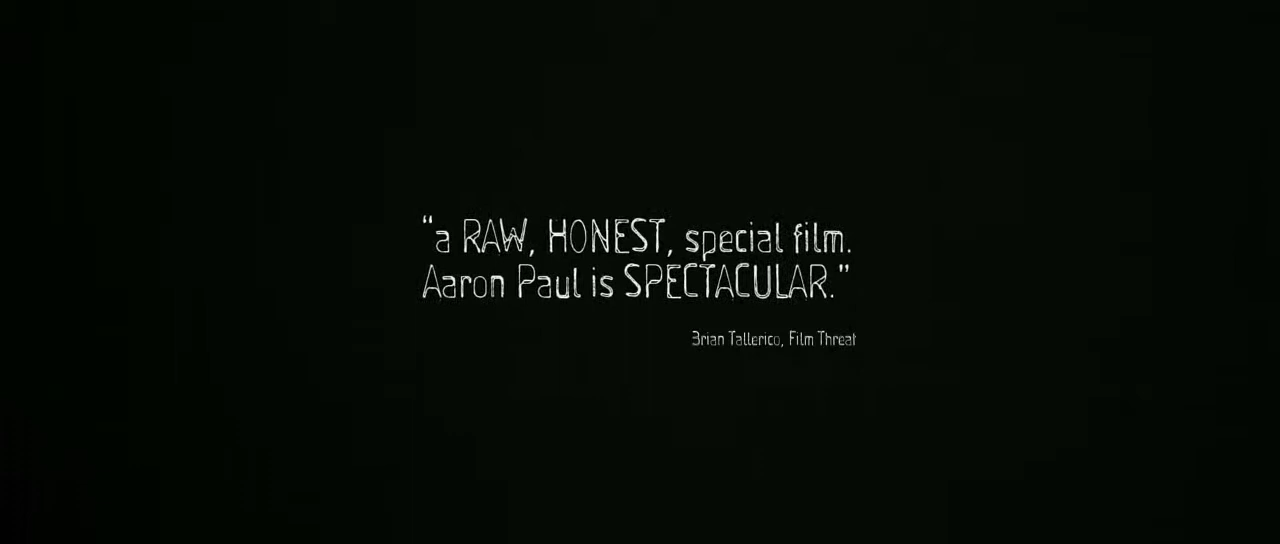 “a RAW, HONEST, special film.
Aaron Paul is SPECTACULAR.”
Brian Tallerico, Film Threat